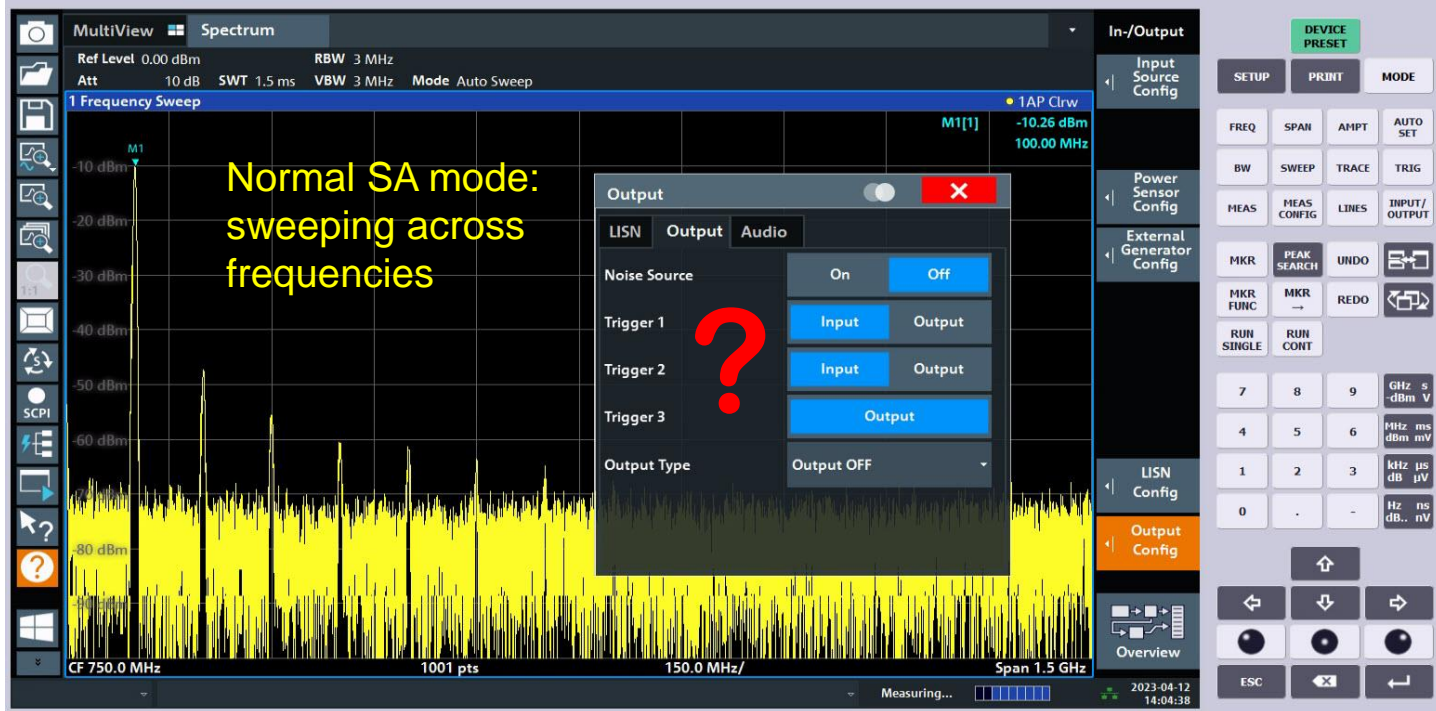 MultiView Spectrum
Ref Level 0.00 dBm RBW 3 MHz
Att 10 dB SWT 1.5 ms VBW 3 MHz Mode Auto Sweep
1 Frequency Sweep 1AP Clrw
M1[1] -10.26 dBm
100.00 MHz
M1
-10 dBm
-20 dBm
-30 dBm
-40 dBm
-50 dBm
-60 dBm
-80 dBm
Normal SA mode:
sweeping across
frequencies
Output
LISN Output Audio
Noise Source On Off
Trigger 1 Input Output
Trigger 2 Input Output
Trigger 3 Output
Output Type Output OFF
?
CF 750.0 MHz 1001 pts 150.0 MHz/ Span 1.5 GHz
Measuring...
2023-04-12
14:04:38
1:1
SCPI
In-/Output
Input
Source
Config
Power
Sensor
Config
External
Generator
Config
LISN
Config
Output
Config
Overview
DEVICE
PRESET
SETUP PRINT MODE
FREQ SPAN AMPT AUTO SET
BW SWEEP TRACE TRIG
MEAS MEAS CONFIG LINES INPUT/ OUTPUT
MKR PEAK SEARCH UNDO
MKR FUNC MKR → REDO
RUN SINGLE RUN CONT
7 8 9 GHz s -dBm V
4 5 6 MHz ms dBm mV
1 2 3 kHz µs dB µV
0 . - Hz ns dB.. nV
ESC